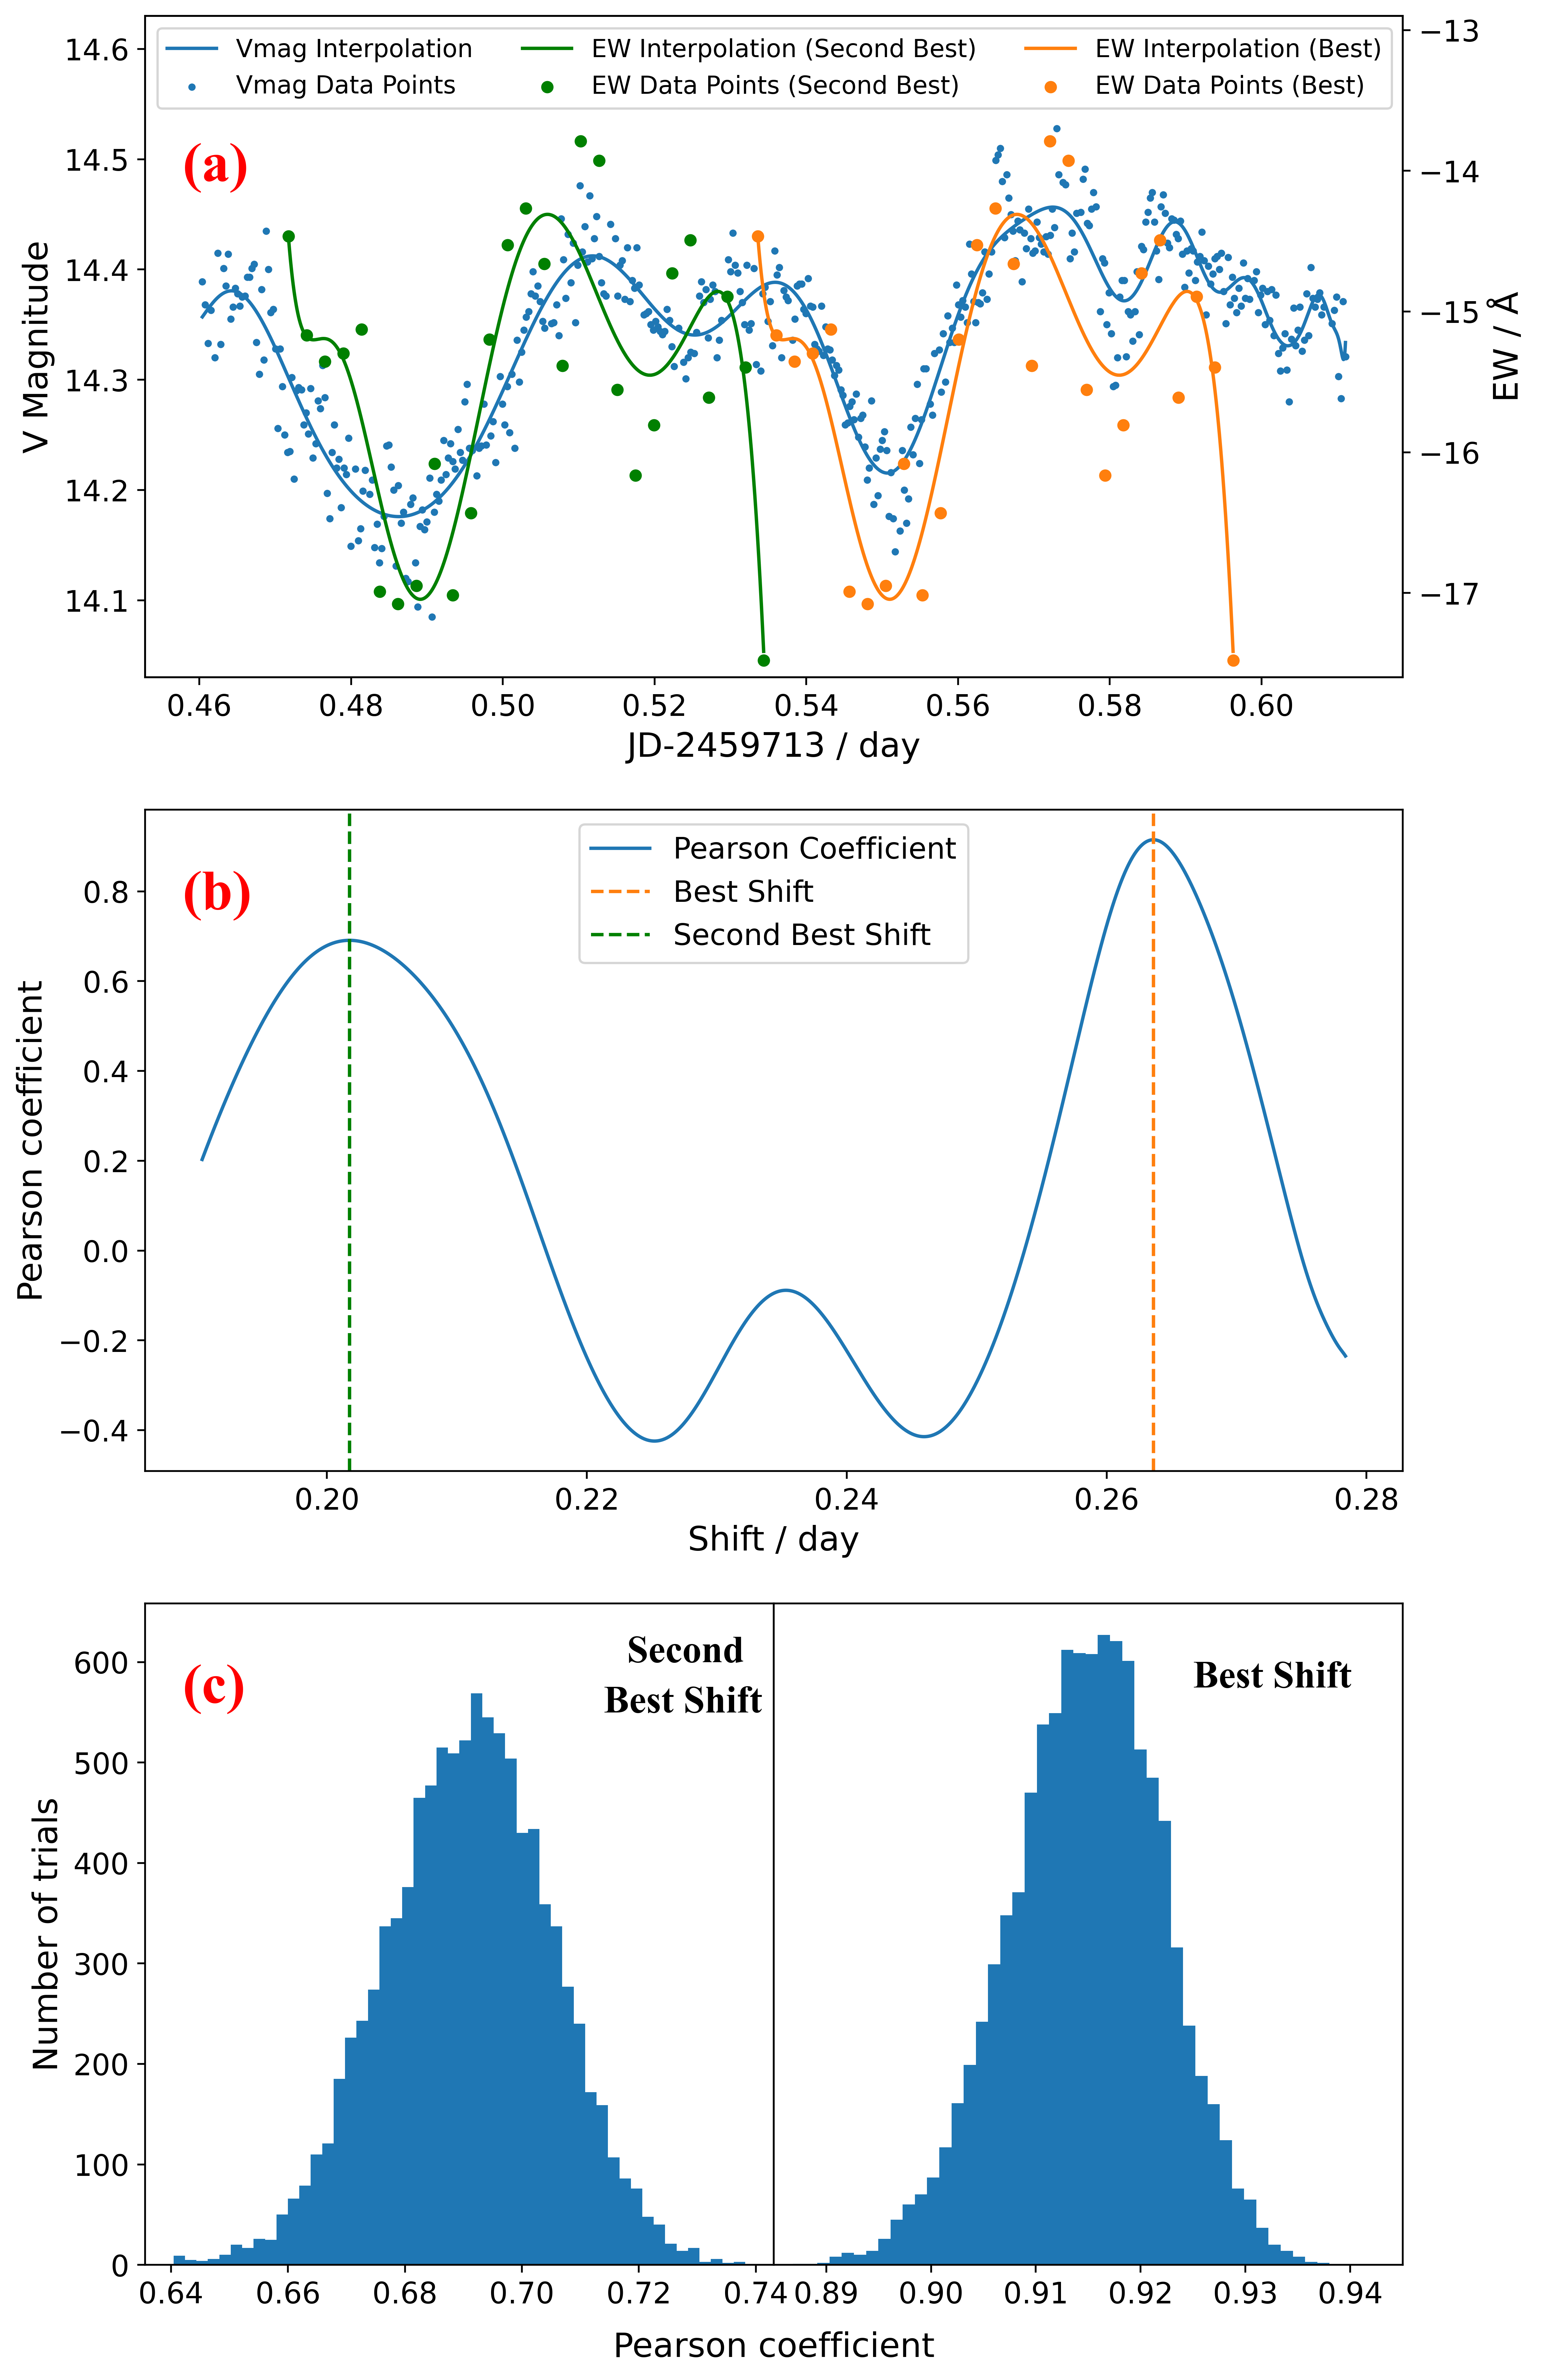 Vmag Interpolation
Vmag Data Points
EW Interpolation (Second Best)
EW Data Points (Second Best)
EW Interpolation (Best)
EW Data Points (Best)
(a)
14.6
14.5
14.4
14.3
14.2
14.1
V Magnitude
−13
−14
−15
−16
−17
EW / Å
0.46 0.48 0.50 0.52 0.54 0.56 0.58 0.60
JD-2459713 / day
(b)
Pearson Coefficient
Best Shift
Second Best Shift
0.8
0.6
0.4
0.2
0.0
−0.2
−0.4
Pearson coefficient
0.20 0.22 0.24 0.26 0.28
Shift / day
(c)
Second
Best Shift
Best Shift
600
500
400
300
200
100
0
Number of trials
0.64 0.66 0.68 0.70 0.72 0.74 0.89 0.90 0.91 0.92 0.93 0.94
Pearson coefficient